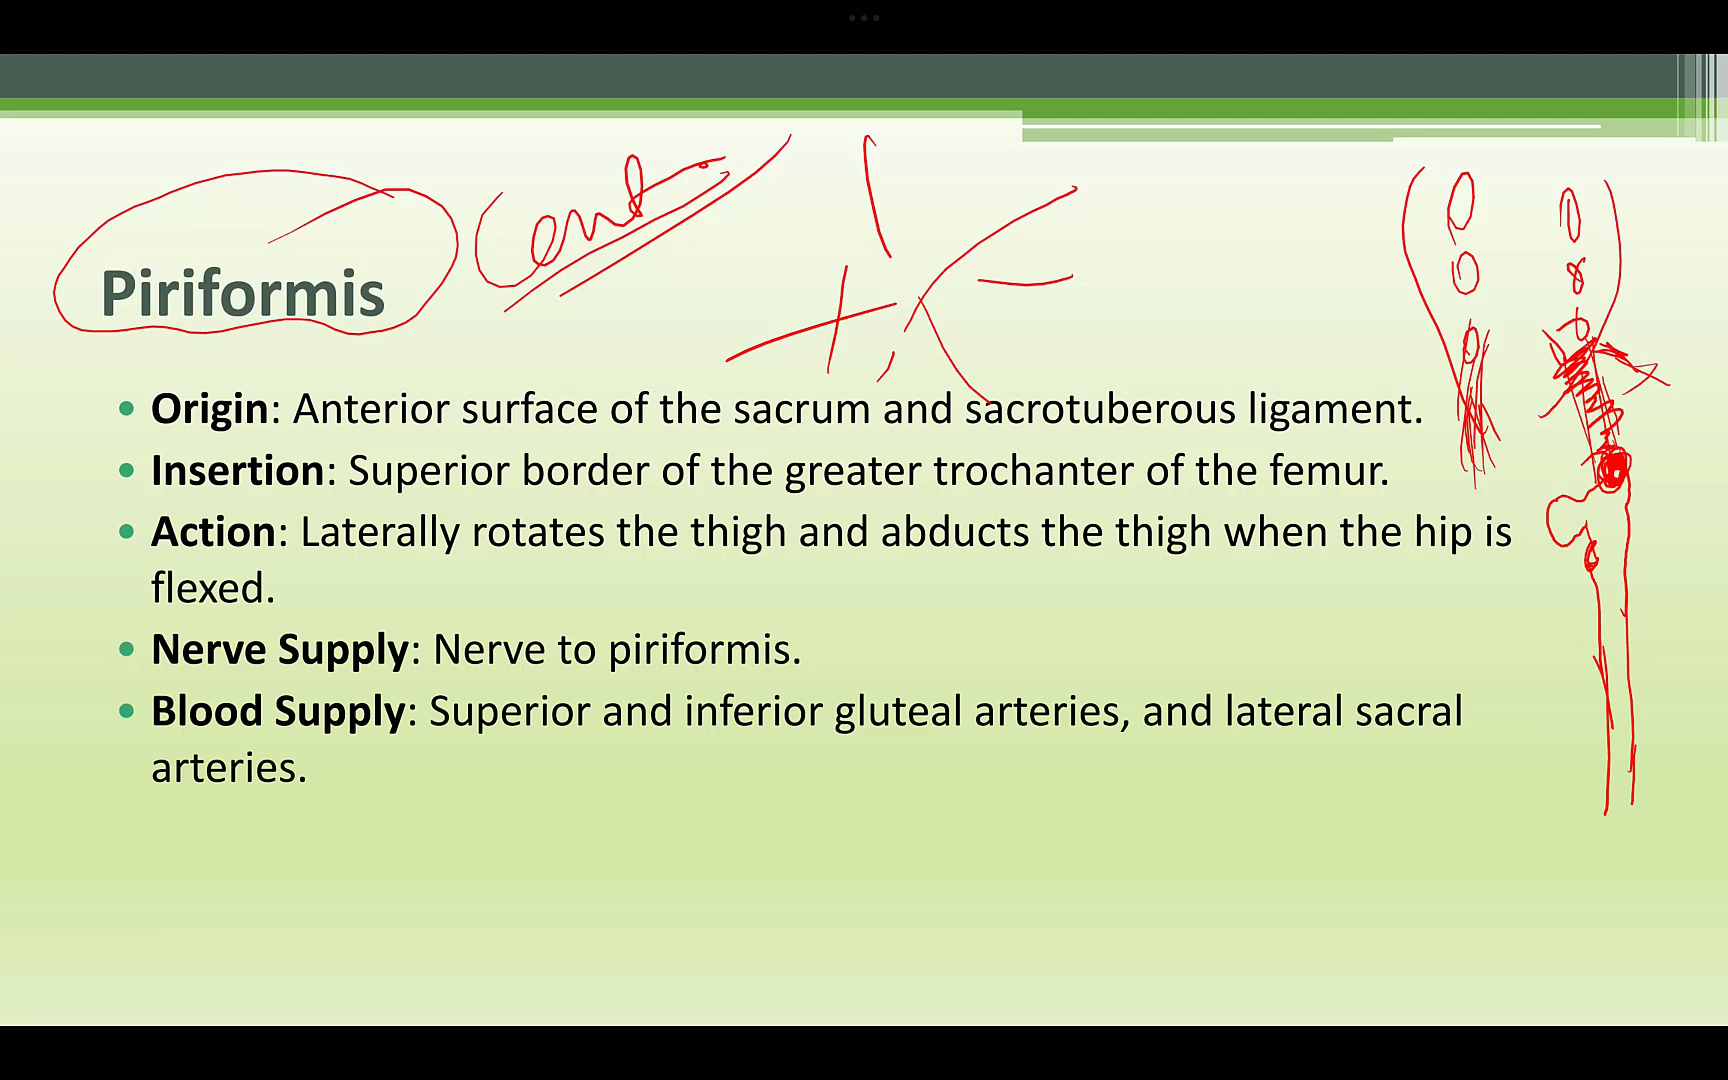 Piriformis
• Origin: Anterior surface of the sacrum and sacrotuberous ligament.
• Insertion: Superior border of the greater trochanter of the femur.
• Action: Laterally rotates the thigh and abducts the thigh when the hip is
flexed.
• Nerve Supply: Nerve to piriformis.
• Blood Supply: Superior and inferior gluteal arteries, and lateral sacral
arteries.